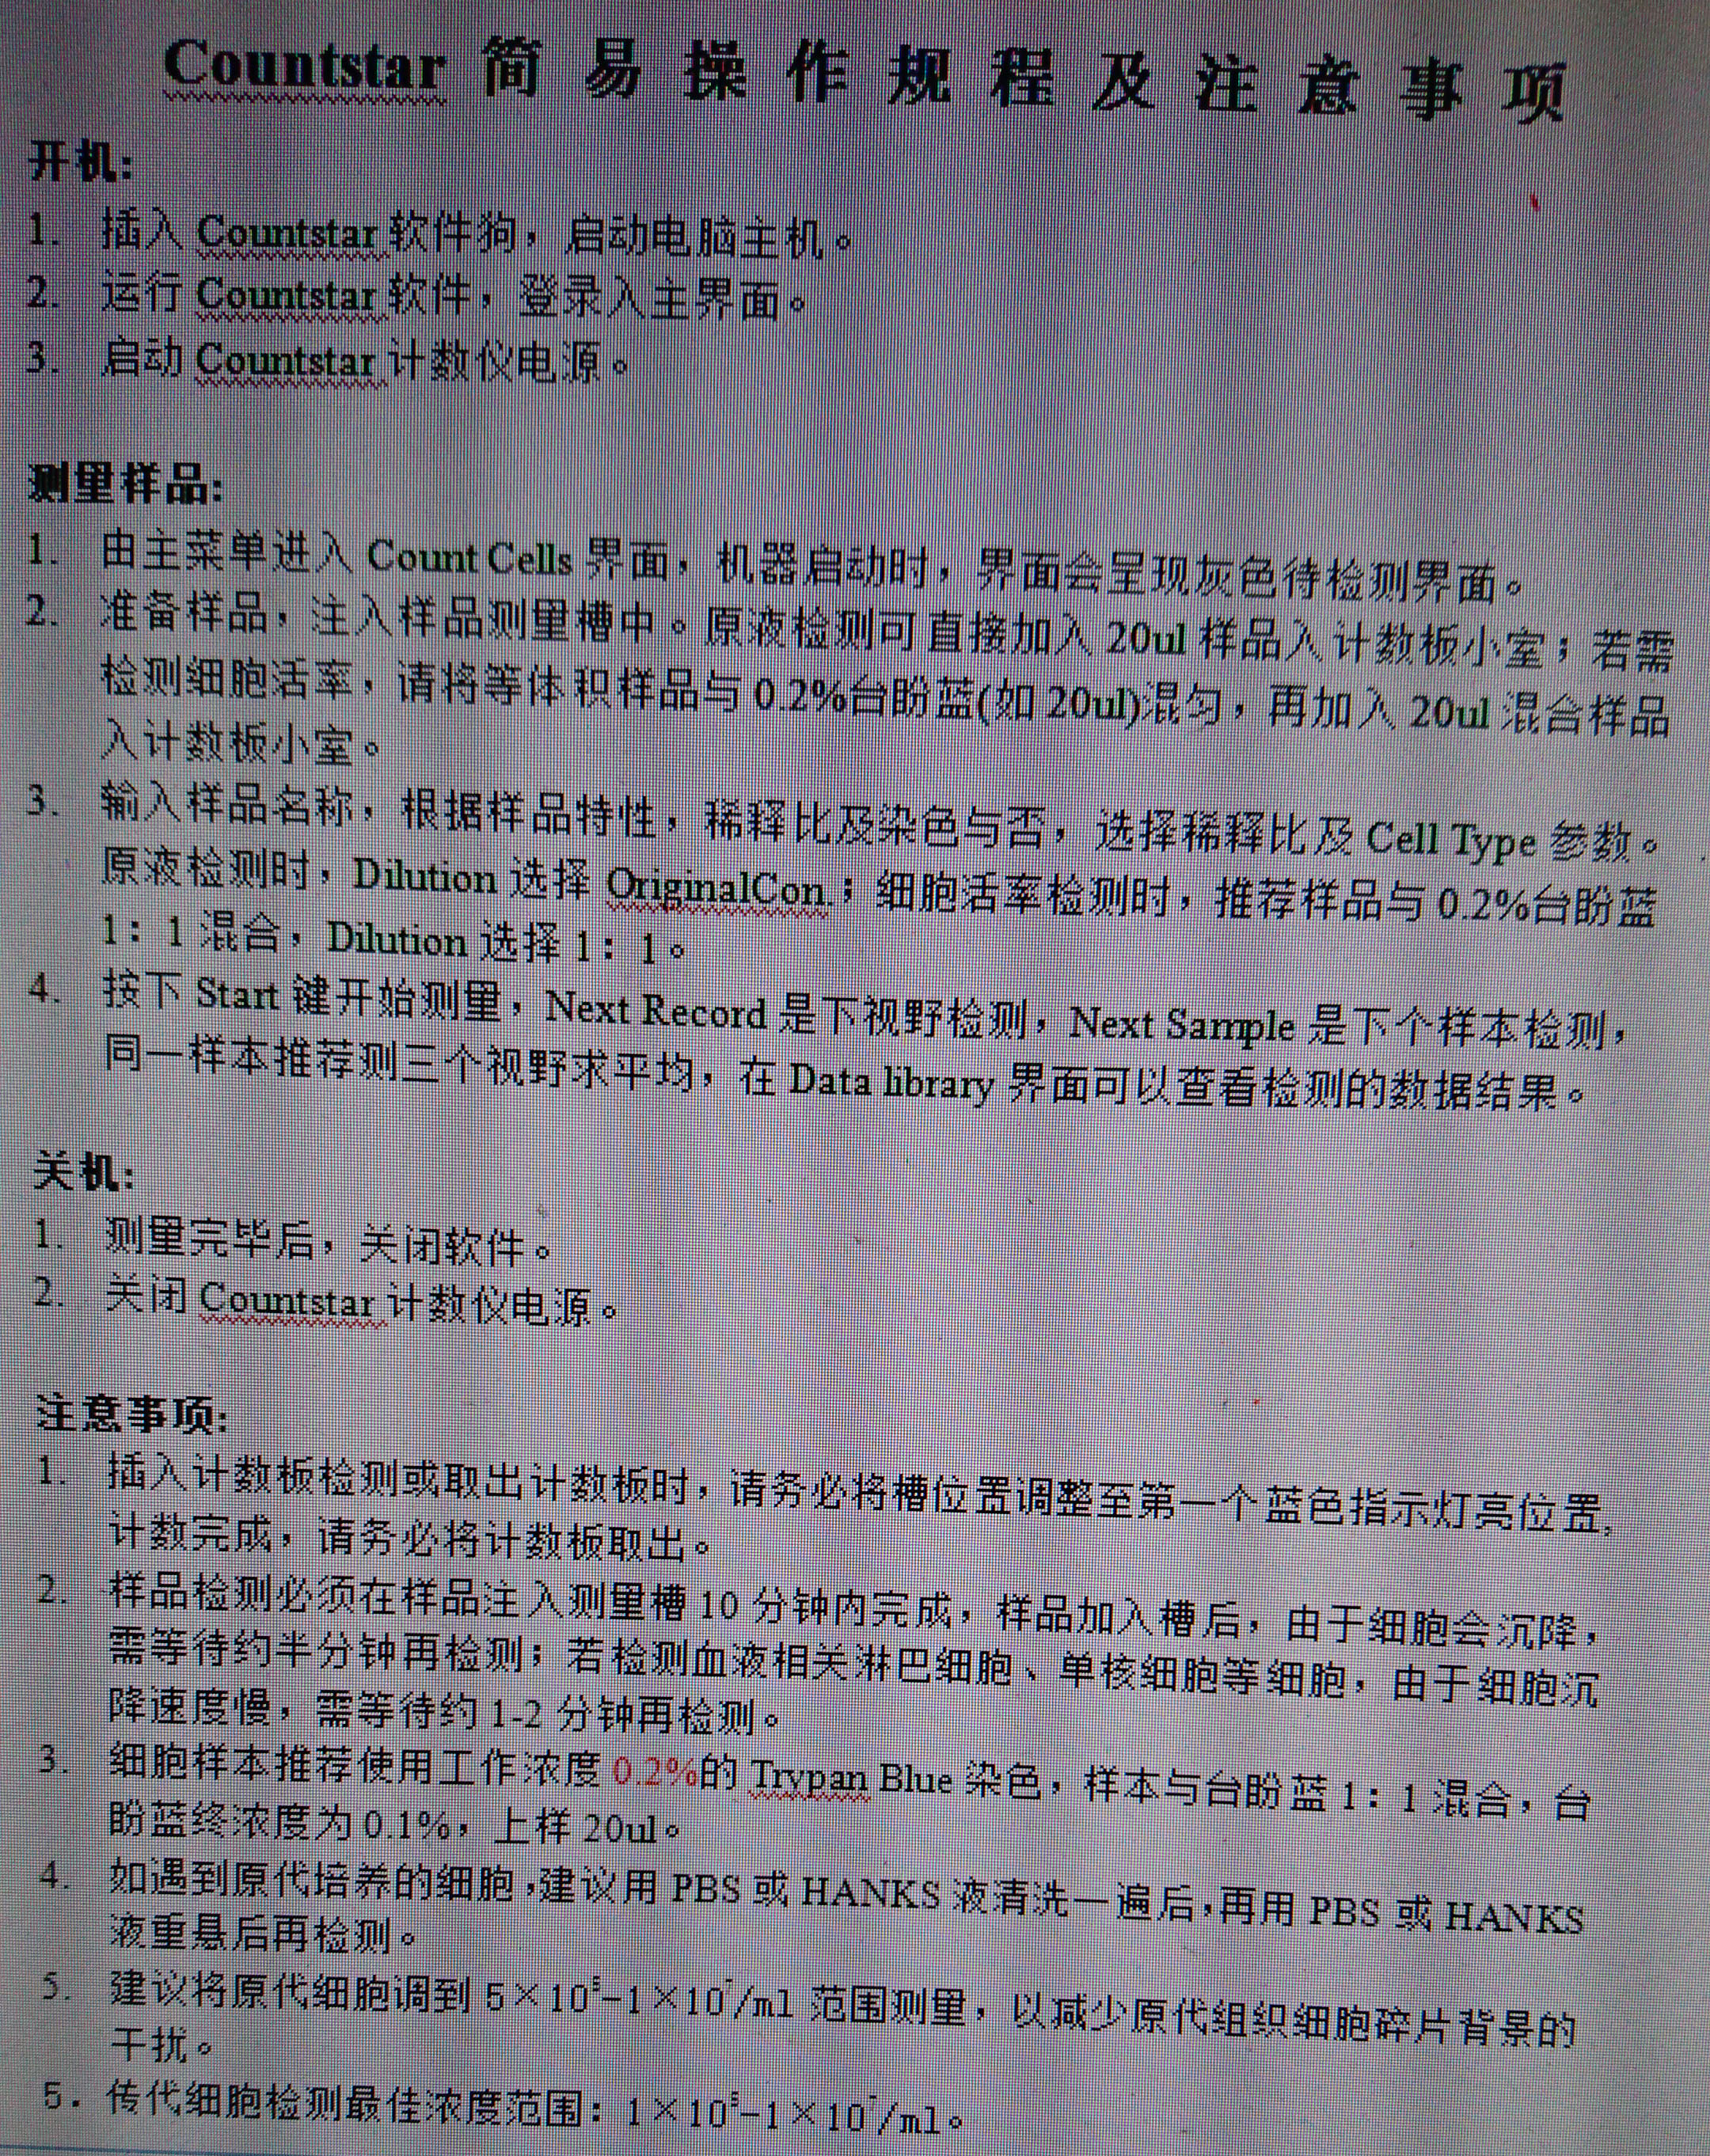 Countstar 简易操作规程及注意事项
开机:
1. 插入 Countstar 软件狗，启动电脑主机。
2. 运行 Countstar 软件，登录入主界面。
3. 启动 Countstar 计数仪电源。
测量样品:
1. 由主菜单进入 Count Cells 界面，机器启动时，界面会呈现灰色待检测界面。
2. 准备样品，注入样品测量槽中。原液检测可直接加入 20ul 样品入计数板小室；若需
检测细胞活率，请将等体积样品与 0.2%台盼蓝(如 20ul)混匀，再加入 20ul 混合样品
入计数板小室。
3. 输入样品名称，根据样品特性，稀释比及染色与否，选择稀释比及 Cell Type 参数。
原液检测时，Dilution 选择 OriginalCon.；细胞活率检测时，推荐样品与 0.2%台盼蓝
1：1 混合，Dilution 选择 1：1。
4. 按下 Start 键开始测量，Next Record 是下视野检测，Next Sample 是下个样本检测，
同一样本推荐测三个视野求平均，在 Data library 界面可以查看检测的数据结果。
关机:
1. 测量完毕后，关闭软件。
2. 关闭 Countstar 计数仪电源。
注意事项:
1. 插入计数板检测或取出计数板时，请务必将槽位置调整至第一个蓝色指示灯亮位置,
计数完成，请务必将计数板取出。
2. 样品检测必须在样品注入测量槽 10 分钟内完成，样品加入槽后，由于细胞会沉降，
需等待约半分钟再检测；若检测血液相关淋巴细胞、单核细胞等细胞，由于细胞沉
降速度慢，需等待约 1-2 分钟再检测。
3. 细胞样本推荐使用工作浓度 0.2%的 Trypan Blue 染色，样本与台盼蓝 1：1 混合，台
盼蓝终浓度为 0.1%，上样 20ul。
4. 如遇到原代培养的细胞，建议用 PBS 或 HANKS 液清洗一遍后，再用 PBS 或 HANKS
液重悬后再检测。
5. 建议将原代细胞调到 5×10⁵-1×10⁷/ml 范围测量，以减少原代组织细胞碎片背景的
干扰。
5. 传代细胞检测最佳浓度范围：1×10⁵-1×10⁷/ml。